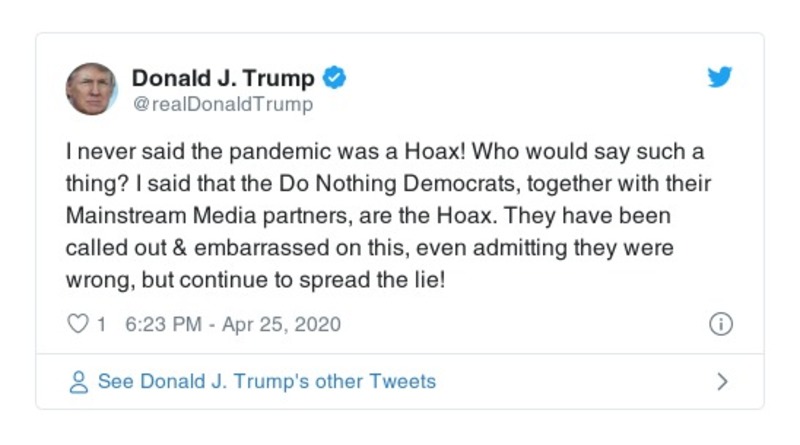 Donald J. Trump
@realDonaldTrump
I never said the pandemic was a Hoax! Who would say such a
thing? I said that the Do Nothing Democrats, together with their
Mainstream Media partners, are the Hoax. They have been
called out & embarrassed on this, even admitting they were
wrong, but continue to spread the lie!
1 6:23 PM - Apr 25, 2020
See Donald J. Trump's other Tweets